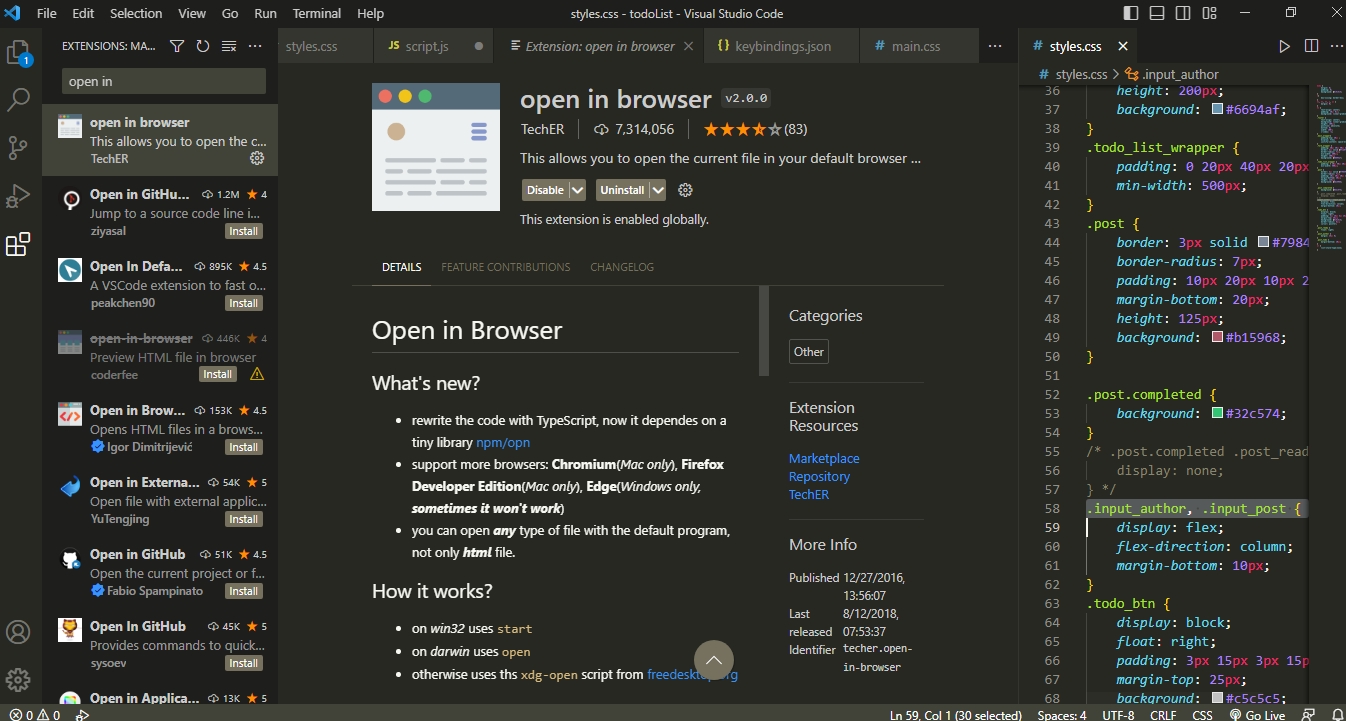 File Edit Selection View Go Run Terminal Help
styles.css - todoList - Visual Studio Code
1
EXTENSIONS: MA...
open in
open in browser
This allows you to open the c...
TechER
Open in GitHu... 1.2M ★ 4
Jump to a source code line i...
ziyasal Install
Open In Defa... 895K ★ 4.5
A VSCode extension to fast o...
peakchen90 Install
open-in-browser 446K ★ 4
Preview HTML file in browser
coderfee Install
Open in Brow... 153K ★ 4.5
Opens HTML files in a brows...
Igor Dimitrijević Install
Open in Externa... 54K ★ 5
Open file with external applic...
YuTengjing Install
Open in GitHub 51K ★ 4.5
Open the current project or f...
Fabio Spampinato Install
Open In GitHub 45K ★ 5
Provides commands to quick...
sysoev Install
Open in Applica... 13K ★ 5
styles.css
JS script.js
Extension: open in browser
{} keybindings.json
# main.css
open in browser v2.0.0
TechER 7,314,056 (83)
This allows you to open the current file in your default browser ...
Disable Uninstall
This extension is enabled globally.
DETAILS FEATURE CONTRIBUTIONS CHANGELOG
Open in Browser
What's new?
• rewrite the code with TypeScript, now it dependes on a
tiny library npm/opn
• support more browsers: Chromium(Mac only), Firefox
Developer Edition(Mac only), Edge(Windows only,
sometimes it won't work)
• you can open any type of file with the default program,
not only html file.
How it works?
• on win32 uses start
• on darwin uses open
• otherwise uses ths xdg-open script from freedesktop.org
Categories
Other
Extension
Resources
Marketplace
Repository
TechER
More Info
Published 12/27/2016,
13:56:07
Last 8/12/2018,
released 07:53:37
Identifier techer.open-
in-browser
# styles.css
# styles.css > .input_author
36 height: 200px;
37 background: #6694af;
38 }
39 .todo_list_wrapper {
40 padding: 0 20px 40px 20px
41 min-width: 500px;
42 }
43 .post {
44 border: 3px solid #7984
45 border-radius: 7px;
46 padding: 10px 20px 10px 2
47 margin-bottom: 20px;
48 height: 125px;
49 background: #b15968;
50 }
51
52 .post.completed {
53 background: #32c574;
54 }
55 /* .post.completed .post_read
56 display: none;
57 } */
58 .input_author, .input_post {
59 display: flex;
60 flex-direction: column;
61 margin-bottom: 10px;
62 }
63 .todo_btn {
64 display: block;
65 float: right;
66 padding: 3px 15px 3px 15p
67 margin-top: 25px;
68 background: #c5c5c5;
0 0
Ln 59, Col 1 (30 selected) Spaces: 4 UTF-8 CRLF CSS Go Live